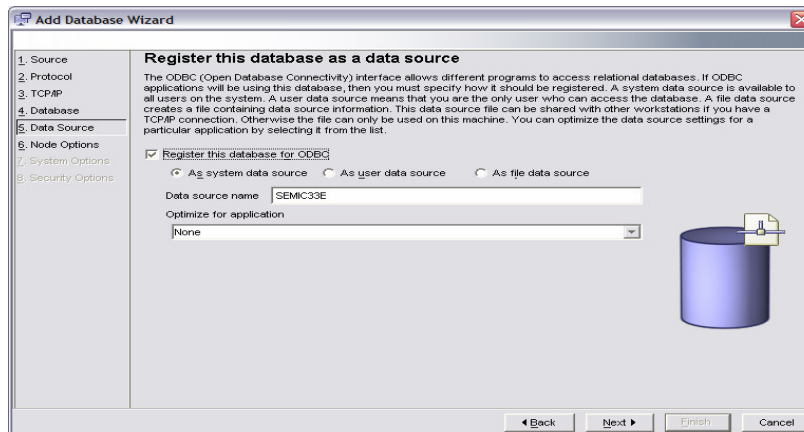 Add Database Wizard
1. Source
2. Protocol
3. TCP/IP
4. Database
5. Data Source
6. Node Options
7. System Options
8. Security Options
Register this database as a data source
The ODBC (Open Database Connectivity) interface allows different programs to access relational databases. If ODBC
applications will be using this database, then you must specify how it should be registered. A system data source is available to
all users on the system. A user data source means that you are the only user who can access the database. A file data source
creates a file containing data source information. This data source file can be shared with other workstations if you have a
TCP/IP connection. Otherwise the file can only be used on this machine. You can optimize the data source settings for a
particular application by selecting it from the list.
Register this database for ODBC
As system data source As user data source As file data source
Data source name SEMIC33E
Optimize for application
None
Back Next Finish Cancel